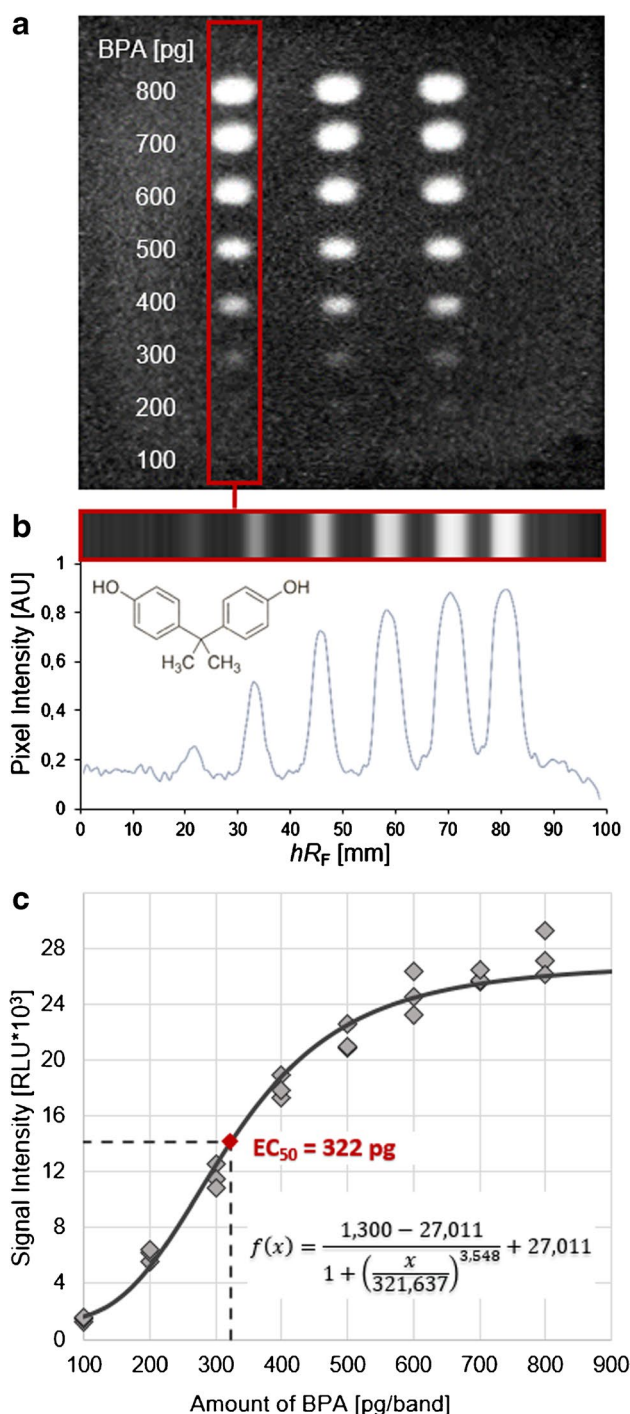 a
BPA [pg]
800
700
600
500
400
300
200
100
b
1
0,8
0,6
0,4
0,2
0
Pixel Intensity [AU]
HO
OH
H₃C CH₃
0 10 20 30 40 50 60 70 80 90 100
hRF [mm]
c
28
24
20
16
12
8
4
0
Signal Intensity [RLU*10³]
EC₅₀ = 322 pg
f(x) = \frac{1,300 − 27,011}{1 + (\frac{x}{321,637})^{3,548}} + 27,011
100 200 300 400 500 600 700 800 900
Amount of BPA [pg/band]